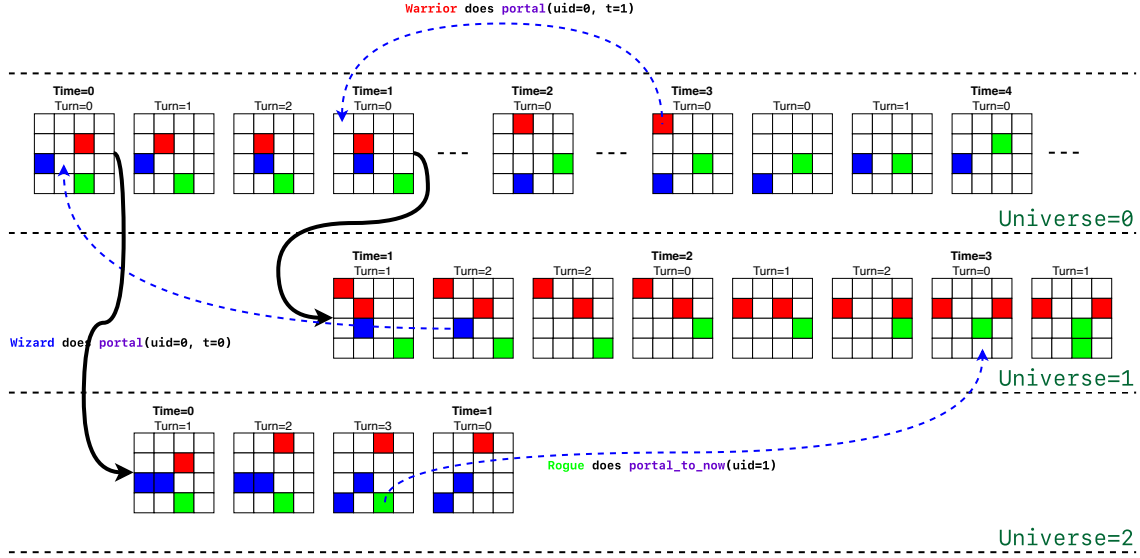 Warrior does portal(uid=0, t=1)
Time=0 Time=1 Time=2 Time=3 Time=4
Turn=0 Turn=1 Turn=2 Turn=0 Turn=0 Turn=0 Turn=0 Turn=1 Turn=0
Universe=0
Time=1 Time=2 Time=3
Turn=1 Turn=2 Turn=2 Turn=0 Turn=1 Turn=2 Turn=0 Turn=1
Wizard does portal(uid=0, t=0)
Universe=1
Time=0 Time=1
Turn=1 Turn=2 Turn=3 Turn=0
Rogue does portal_to_now(uid=1)
Universe=2